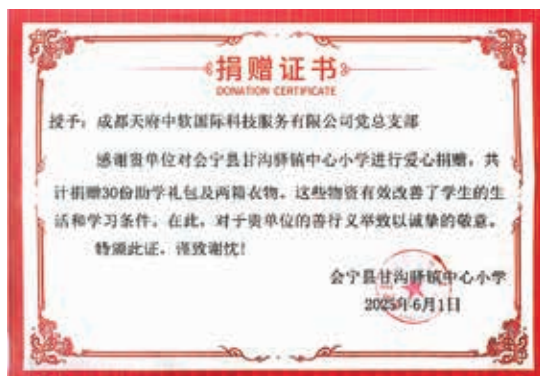 捐赠证书
DONATION CERTIFICATE
授予：成都天府中软国际科技服务有限公司党总支部
感谢贵单位对会宁县甘沟驿镇中心小学进行爱心捐赠，共
计捐赠30份助学礼包及两箱衣物。这些物资有效改善了学生的生
活和学习条件。在此，对于贵单位的善行义举致以诚挚的敬意。
特颁此证，谨致谢忱！
会宁县甘沟驿镇中心小学
2025年6月1日